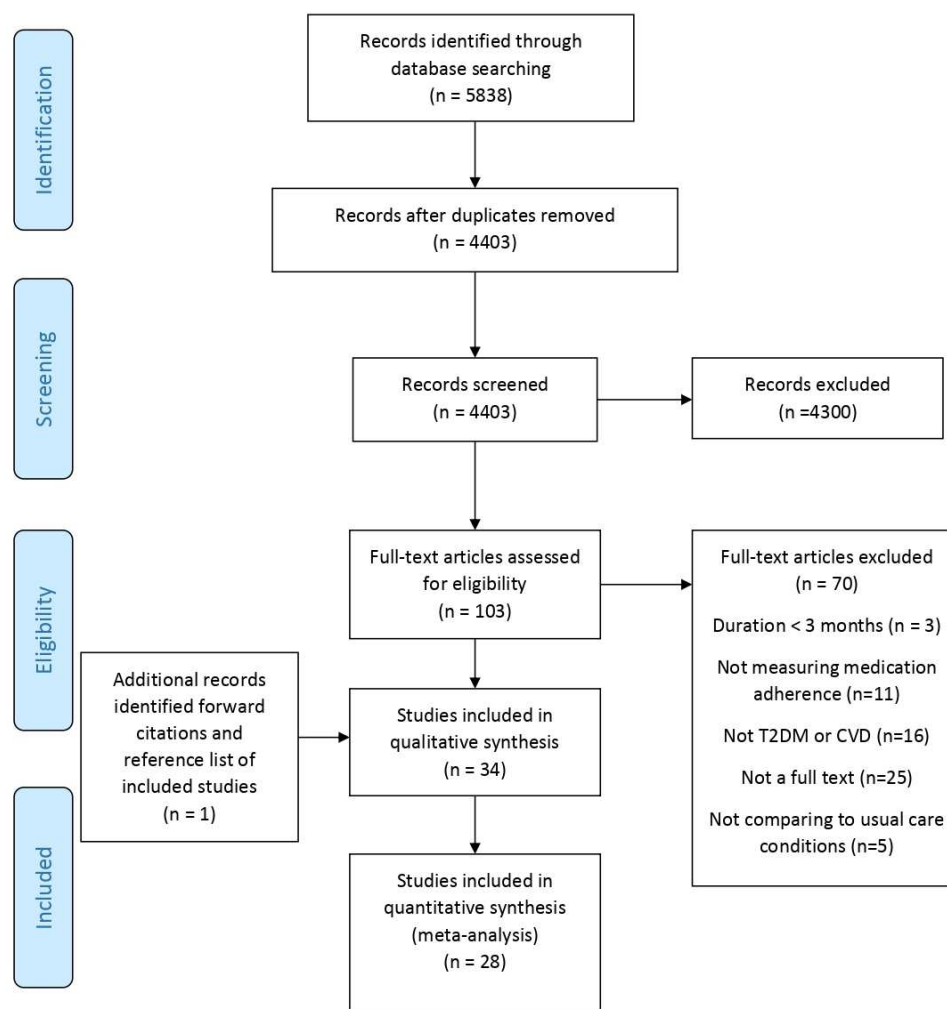 Identification
Records identified through
database searching
(n = 5838)
Records after duplicates removed
(n = 4403)
Screening
Records screened
(n = 4403)
Records excluded
(n =4300)
Eligibility
Full-text articles assessed
for eligibility
(n = 103)
Full-text articles excluded
(n = 70)
Duration < 3 months (n = 3)
Not measuring medication
adherence (n=11)
Not T2DM or CVD (n=16)
Not a full text (n=25)
Not comparing to usual care
conditions (n=5)
Additional records
identified forward
citations and
reference list of
included studies
(n = 1)
Studies included in
qualitative synthesis
(n = 34)
Included
Studies included in
quantitative synthesis
(meta-analysis)
(n = 28)